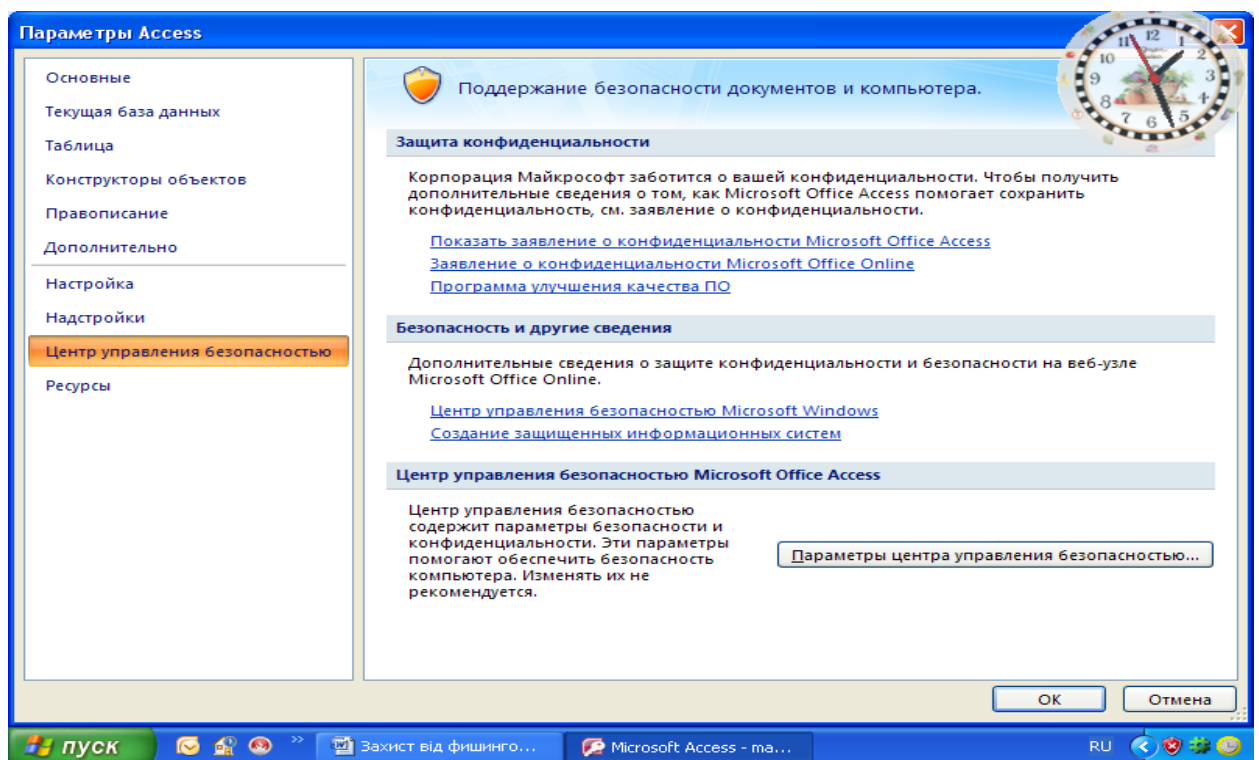 Параметры Access
Основные
Текущая база данных
Таблица
Конструкторы объектов
Правописание
Дополнительно
Настройка
Надстройки
Центр управления безопасностью
Ресурсы
Поддержание безопасности документов и компьютера.
Защита конфиденциальности
Корпорация Майкрософт заботится о вашей конфиденциальности. Чтобы получить
дополнительные сведения о том, как Microsoft Office Access помогает сохранить
конфиденциальность, см. заявление о конфиденциальности.
Показать заявление о конфиденциальности Microsoft Office Access
Заявление о конфиденциальности Microsoft Office Online
Программа улучшения качества ПО
Безопасность и другие сведения
Дополнительные сведения о защите конфиденциальности и безопасности на веб-узле
Microsoft Office Online.
Центр управления безопасностью Microsoft Windows
Создание защищенных информационных систем
Центр управления безопасностью Microsoft Office Access
Центр управления безопасностью
содержит параметры безопасности и
конфиденциальности. Эти параметры
помогают обеспечить безопасность
компьютера. Изменять их не
рекомендуется.
Параметры центра управления безопасностью...
ОК
Отмена
12
11
1
10
2
9
3
8
4
7
6
5
пуск
Захист від фишинго...
Microsoft Access - ma...
RU